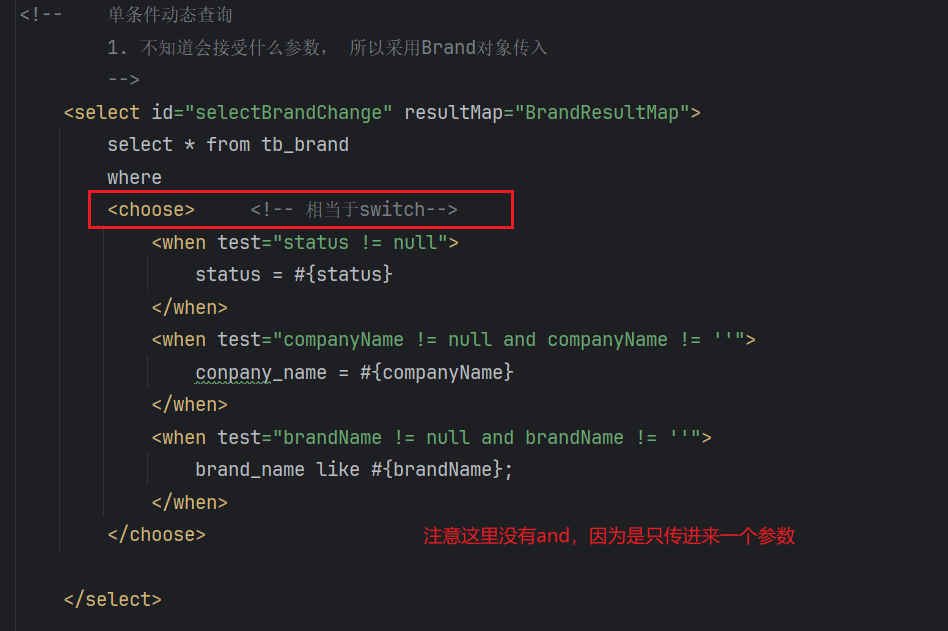 <!--    单条件动态查询
1. 不知道会接受什么参数， 所以采用Brand对象传入
-->
<select id="selectBrandChange" resultMap="BrandResultMap">
select * from tb_brand
where
<choose>     <!-- 相当于switch-->
<when test="status != null">
status = #{status}
</when>
<when test="companyName != null and companyName != ''">
conpany_name = #{companyName}
</when>
<when test="brandName != null and brandName != ''">
brand_name like #{brandName};
</when>
</choose>
注意这里没有and，因为是只传进来一个参数
</select>